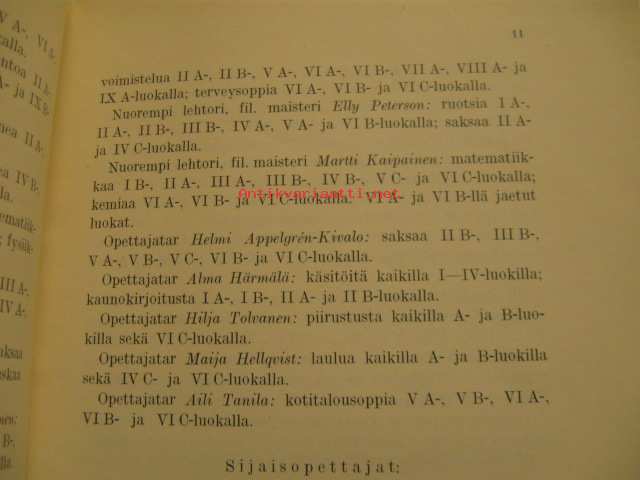 11
voimistelua II A-, II B-, V A-, VI A-, VI B-, VII A-, VIII A- ja
IX A-luokalla; terveysoppia VI A-, VI B- ja VI C-luokalla.
Nuorempi lehtori, fil. maisteri Elly Peterson: ruotsia I A-,
II A-, II B-, III B-, IV A-, V A- ja VI B-luokalla; saksaa II A-
ja IV C-luokalla.
Nuorempi lehtori, fil. maisteri Martti Kaipainen: matematiik-
kaa I B-, II A-, III A-, III B-, IV B-, V C- ja VI C-luokalla;
kemiaa VI A-, VI B- ja VI C-luokalla. VI A- ja VI B-llä jaetut
luokat.
Antikvariaatti.net
Opettajatar Helmi Appelgrén-Kivalo: saksaa II B-, III B-,
V A-, V B-, V C-, VI B- ja VI C-luokalla.
Opettajatar Alma Härmälä: käsitöitä kaikilla I—IV-luokilla;
kaunokirjoitusta I A-, I B-, II A- ja II B-luokalla.
Opettajatar Hilja Tolvanen: piirustusta kaikilla A- ja B-luo-
killa sekä VI C-luokalla.
Opettajatar Maija Hellqvist: laulua kaikilla A- ja B-luokilla
sekä IV C- ja VI C-luokalla.
Opettajatar Aili Tanila: kotitalousoppia V A-, V B-, VI A-,
VI B- ja VI C-luokalla.
Sijaisopettajat: